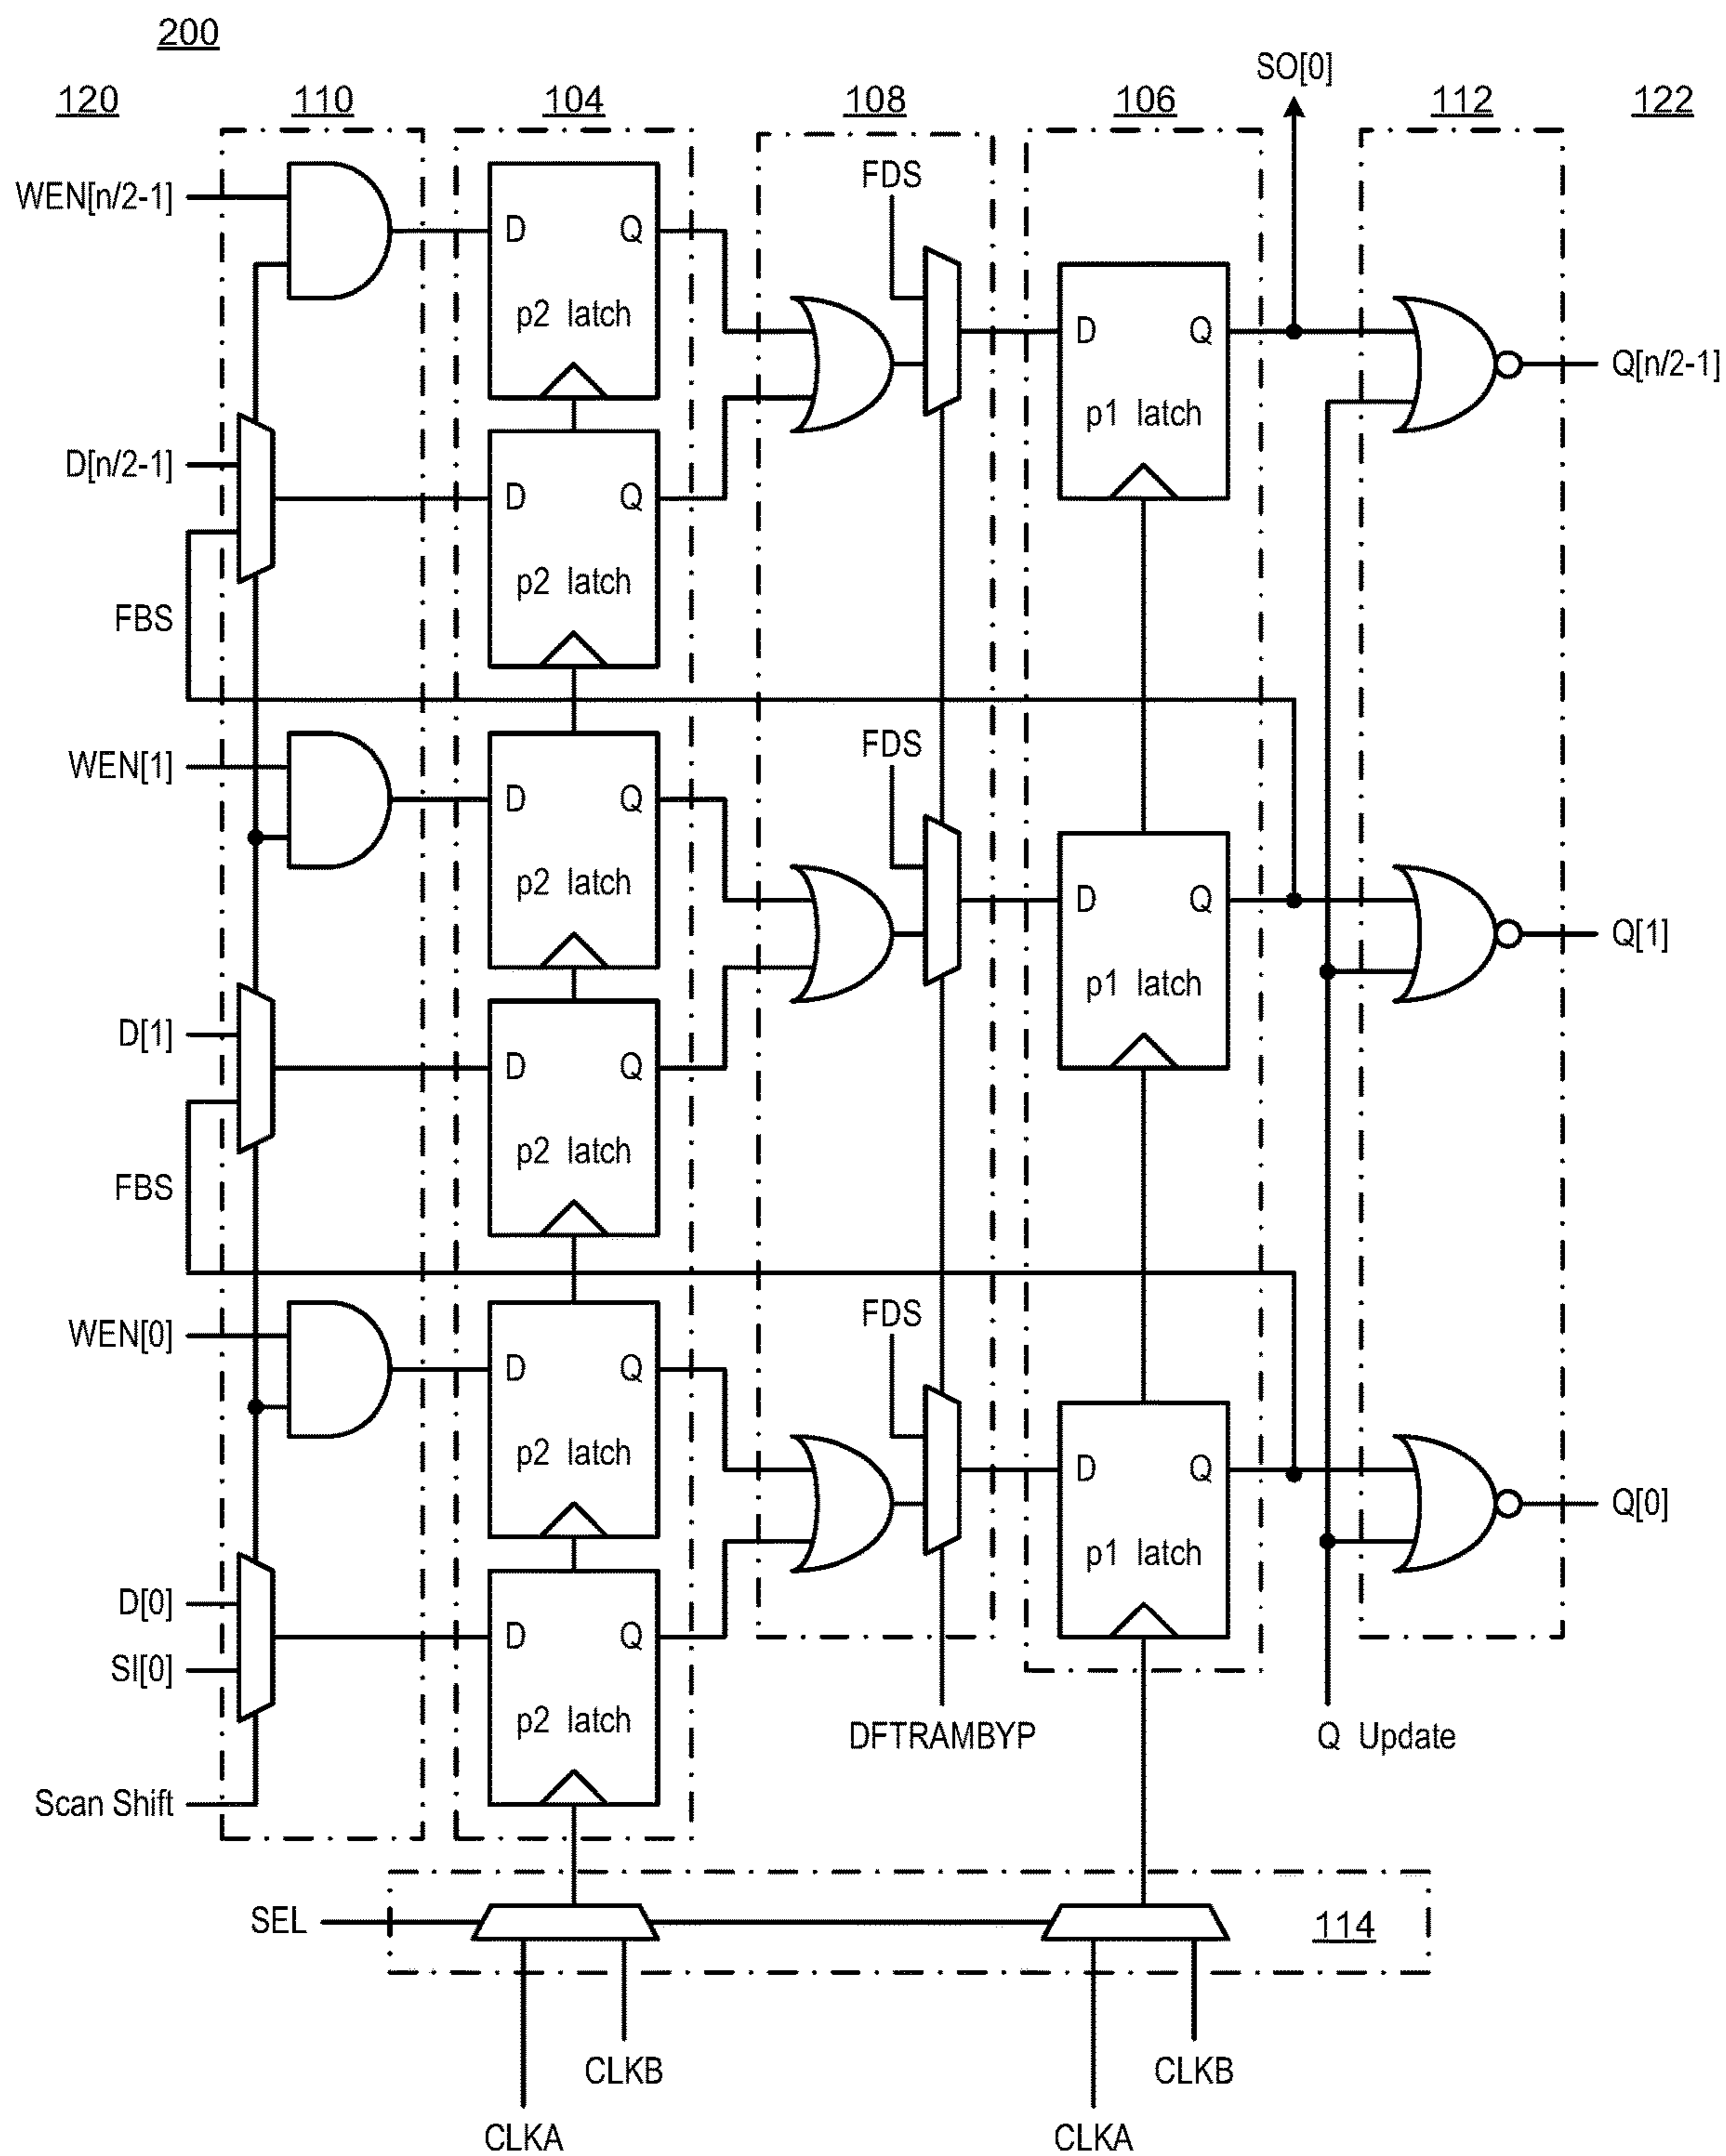 200
SO[0]
120 110 104 108 106 112 122
WEN[n/2-1]
FDS
D Q
p2 latch
D Q
p1 latch
Q[n/2-1]
D[n/2-1]
D Q
p2 latch
FBS
WEN[1]
FDS
D Q
p2 latch
D Q
p1 latch
Q[1]
D[1]
D Q
p2 latch
FBS
WEN[0]
FDS
D Q
p2 latch
D Q
p1 latch
Q[0]
D[0]
SI[0]
D Q
p2 latch
DFTRAMBYP
Q Update
Scan Shift
SEL
114
CLKB CLKB
CLKA CLKA